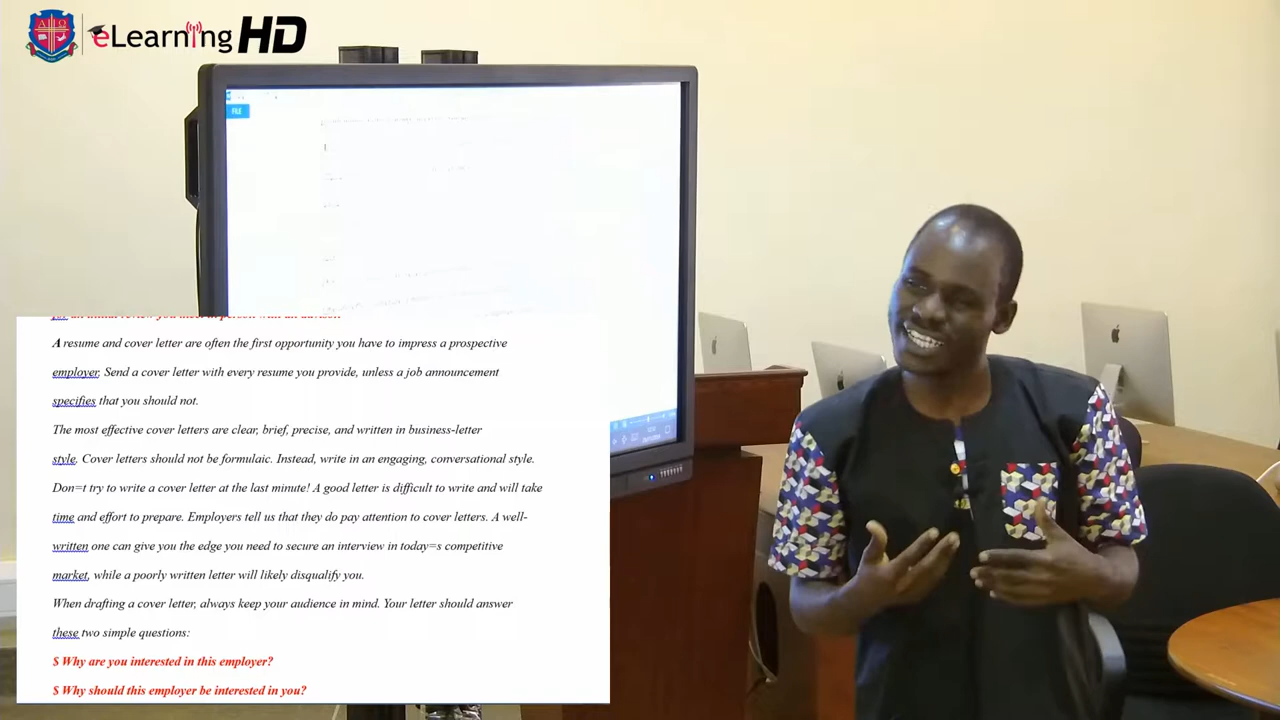 AΩ
eLearning HD
FILE
A resume and cover letter are often the first opportunity you have to impress a prospective
employer. Send a cover letter with every resume you provide, unless a job announcement
specifies that you should not.
The most effective cover letters are clear, brief, precise, and written in business-letter
style. Cover letters should not be formulaic. Instead, write in an engaging, conversational style.
Don=t try to write a cover letter at the last minute! A good letter is difficult to write and will take
time and effort to prepare. Employers tell us that they do pay attention to cover letters. A well-
written one can give you the edge you need to secure an interview in today=s competitive
market, while a poorly written letter will likely disqualify you.
When drafting a cover letter, always keep your audience in mind. Your letter should answer
these two simple questions:
$ Why are you interested in this employer?
$ Why should this employer be interested in you?